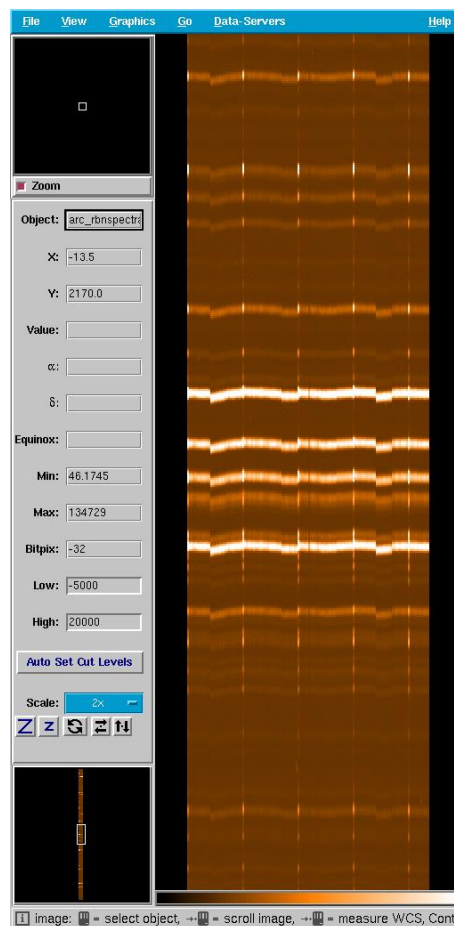 File View Graphics Go Data-Servers Help
Zoom
Object: arc_rbnspectra
X: -13.5
Y: 2170.0
Value:
α:
δ:
Equinox:
Min: 46.1745
Max: 134729
Bitpix: -32
Low: -5000
High: 20000
Auto Set Cut Levels
Scale: 2x
Z z
i image: = select object, = scroll image, = measure WCS, Cont